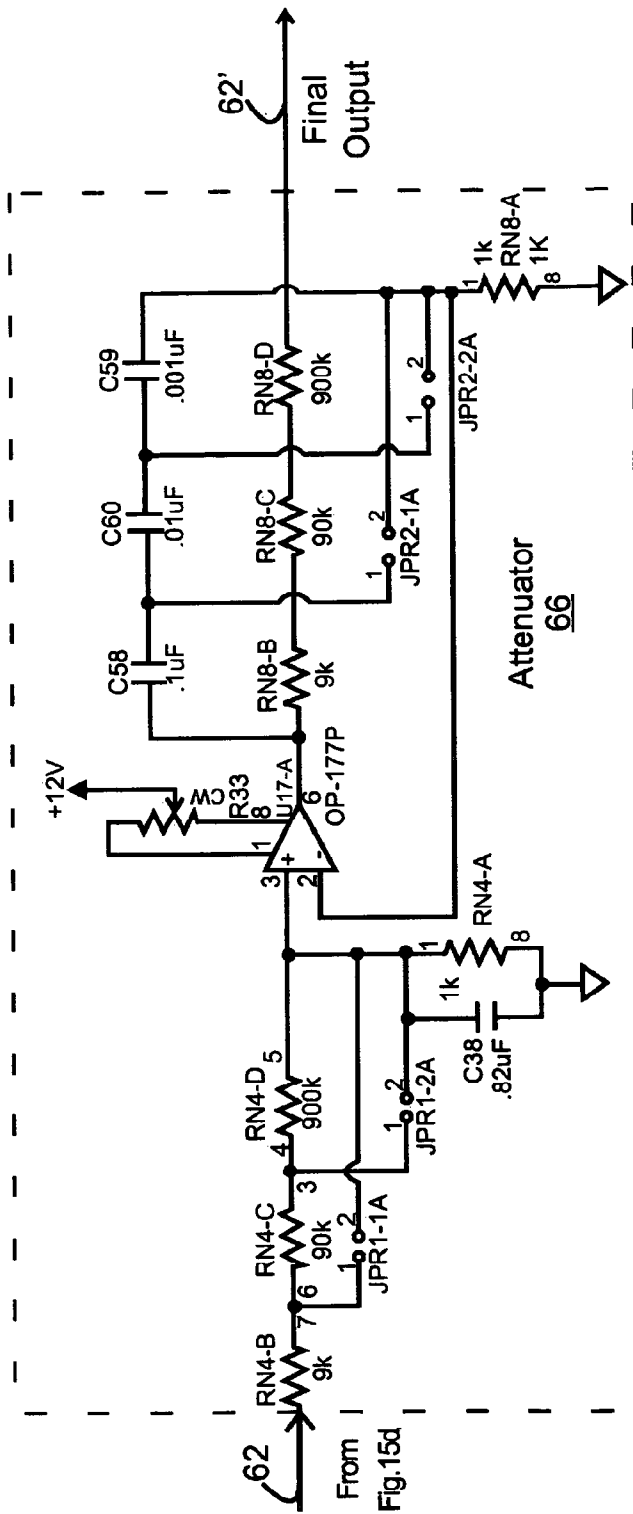 62
From
Fig.15d
RN4-B
9k
7
6
RN4-C
90k
3
4
RN4-D
900k
5
1
2
JPR1-1A
1
2
JPR1-2A
C38
.82uF
1k
1
RN4-A
8
3
+
2
-
1
8
6
U17-A
OP-177P
+12V
CW
R33
C58
.1uF
C60
.01uF
C59
.001uF
RN8-B
9k
RN8-C
90k
RN8-D
900k
1
2
JPR2-1A
1
2
JPR2-2A
1
1k
RN8-A
1K
8
Attenuator
66
62'
Final
Output